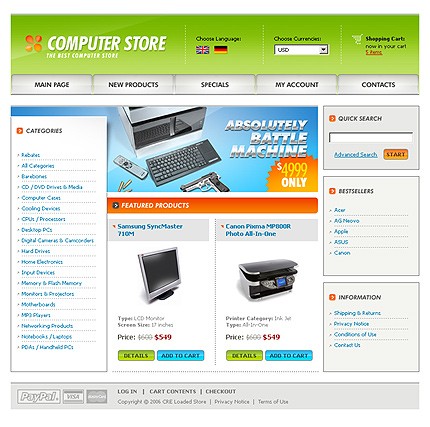 COMPUTER STORE
THE BEST COMPUTER STORE
Choose Language:
Choose Currencies:
USD
Shopping Cart:
now in your cart
5 items
MAIN PAGE
NEW PRODUCTS
SPECIALS
MY ACCOUNT
CONTACTS
CATEGORIES
Rebates
All Categories
Barebones
CD / DVD Drives & Media
Computer Cases
Cooling Devices
CPUs / Processors
Desktop PCs
Digital Cameras & Camcorders
Hard Drives
Home Electronics
Input Devices
Memory & Flash Memory
Monitors & Projectors
Motherboards
MP3 Players
Networking Products
Notebooks / Laptops
PDAs / Handheld PCs
ABSOLUTELY
BATTLE
MACHINE
$4999
ONLY
FEATURED PRODUCTS
Samsung SyncMaster
710M
Type: LCD Monitor
Screen Size: 17 inches
Price: $600 $549
DETAILS
ADD TO CART
Canon Pixma MP800R
Photo All-In-One
Printer Category: Ink Jet
Type: All-In-One
Price: $600 $549
DETAILS
ADD TO CART
QUICK SEARCH
Advanced Search
START
BESTSELLERS
Acer
AG Neovo
Apple
ASUS
Canon
INFORMATION
Shipping & Returns
Privacy Notice
Conditions of Use
Contact Us
PayPal
VISA
MasterCard
LOG IN | CART CONTENTS | CHECKOUT
Copyright © 2006 CRE Loaded Store | Privacy Notice | Terms of Use